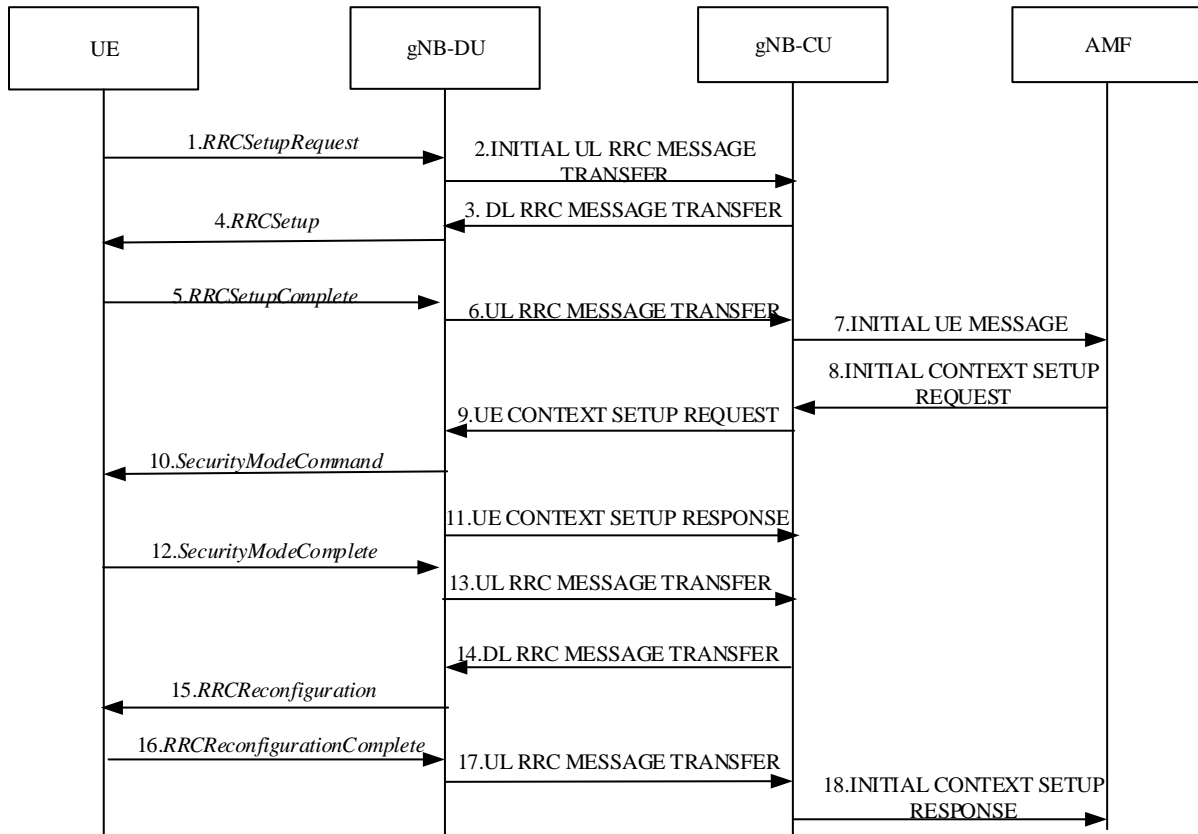 UE
gNB-DU
gNB-CU
AMF
1.RRCSetupRequest
2.INITIAL UL RRC MESSAGE
TRANSFER
3. DL RRC MESSAGE TRANSFER
4.RRCSetup
5.RRCSetupComplete
6.UL RRC MESSAGE TRANSFER
7.INITIAL UE MESSAGE
8.INITIAL CONTEXT SETUP
REQUEST
9.UE CONTEXT SETUP REQUEST
10.SecurityModeCommand
11.UE CONTEXT SETUP RESPONSE
12.SecurityModeComplete
13.UL RRC MESSAGE TRANSFER
14.DL RRC MESSAGE TRANSFER
15.RRCReconfiguration
16.RRCReconfigurationComplete
17.UL RRC MESSAGE TRANSFER
18.INITIAL CONTEXT SETUP
RESPONSE